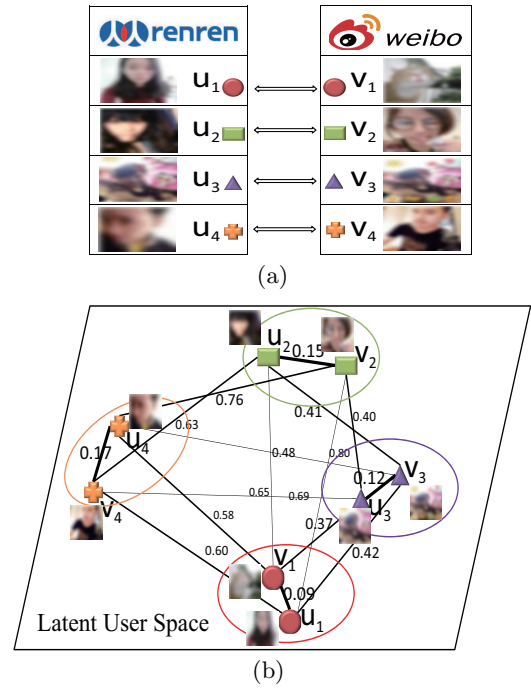 renren weibo
u1 v1
u2 v2
u3 v3
u4 v4
(a)
u2 0.15 v2
0.76 0.41 0.40
0.63
u4 0.48 0.80
0.17 v3
0.12
v4 0.65 0.69 u3
0.58 0.37
0.60 0.42
v1
0.09
Latent User Space u1
(b)